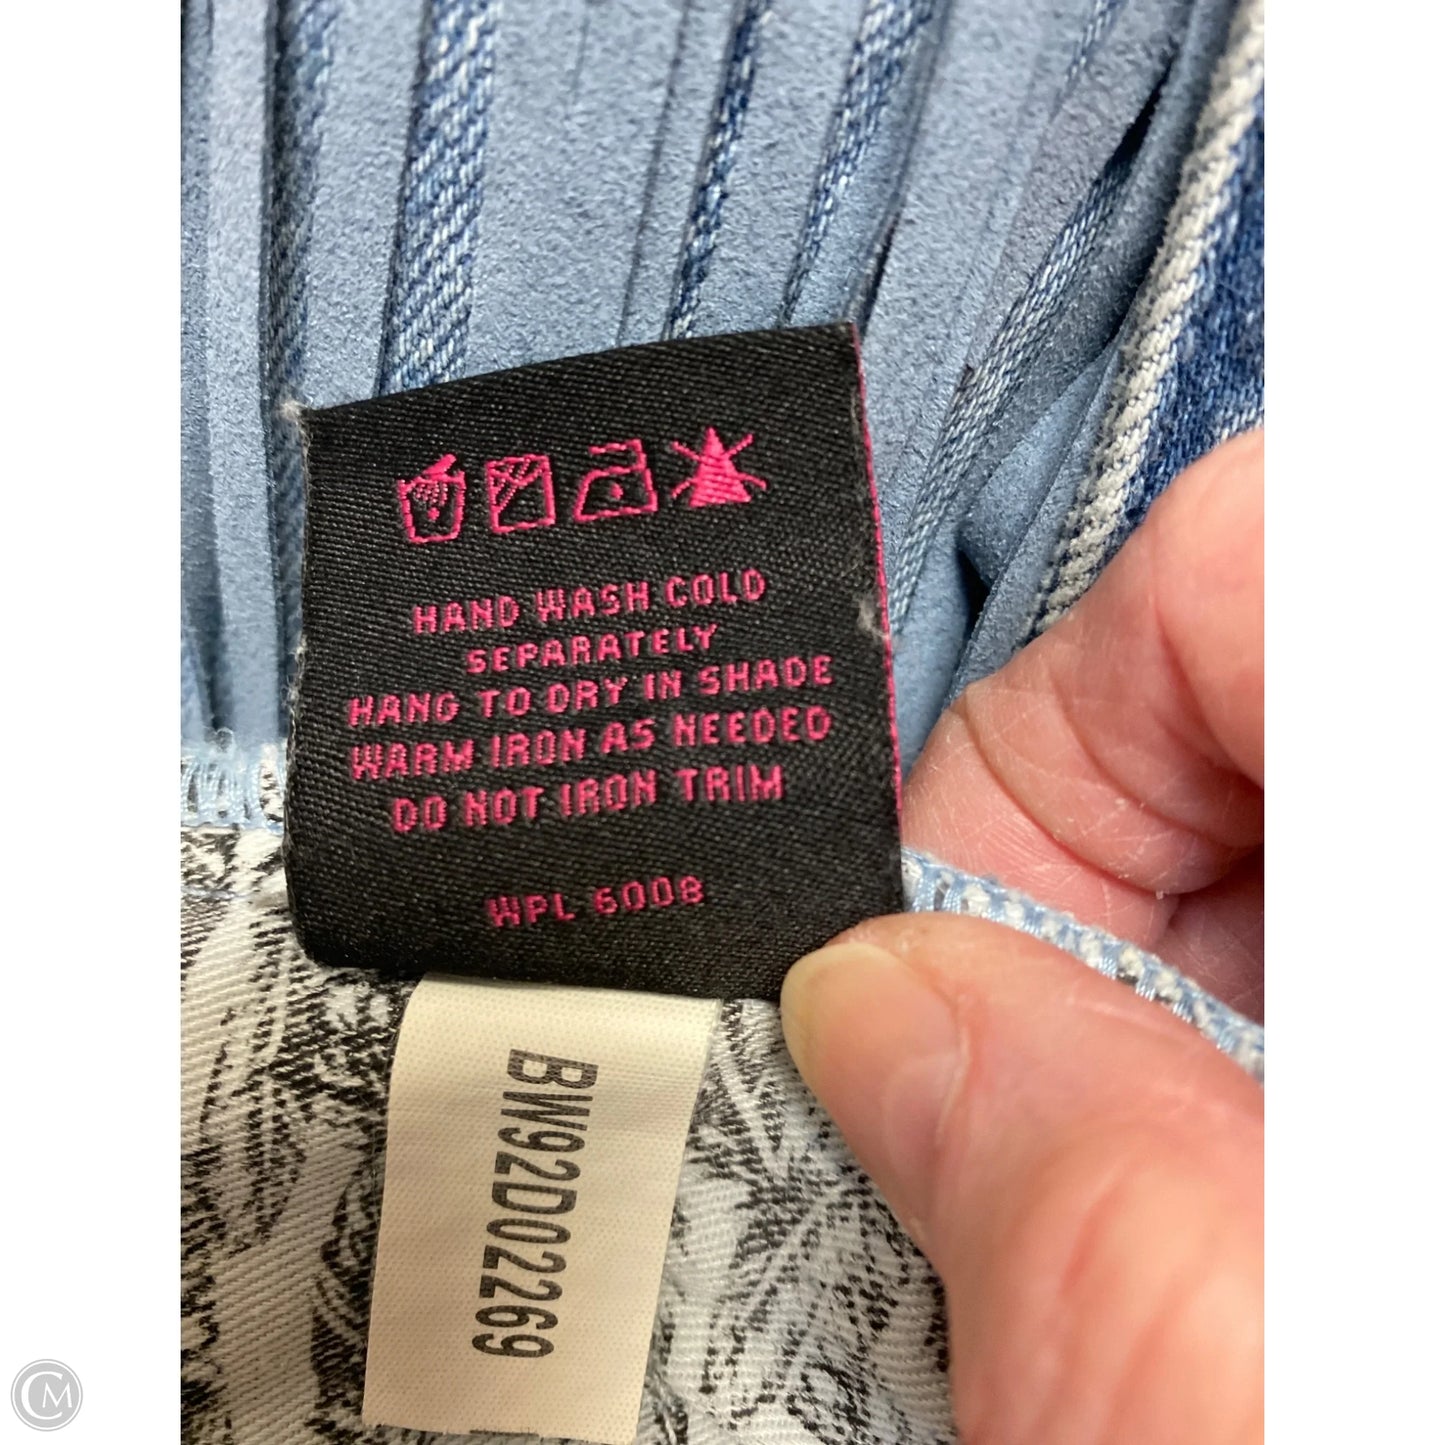 HAND WASH COLD
SEPARATELY
HANG TO DRY IN SHADE
WARM IRON AS NEEDED
DO NOT IRON TRIM
WPL 6008
BW92D02269
CM